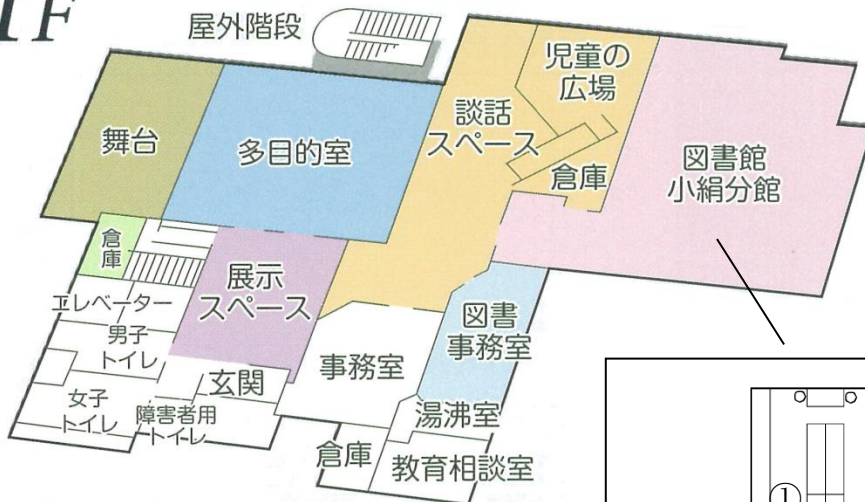 1F
屋外階段
児童の
広場
談話
スペース
舞台
多目的室
倉庫
図書館
小絹分館
倉庫
展示
スペース
エレベーター
男子
トイレ
図書
事務室
事務室
玄関
女子
トイレ
障害者用
トイレ
湯沸室
倉庫
教育相談室
①